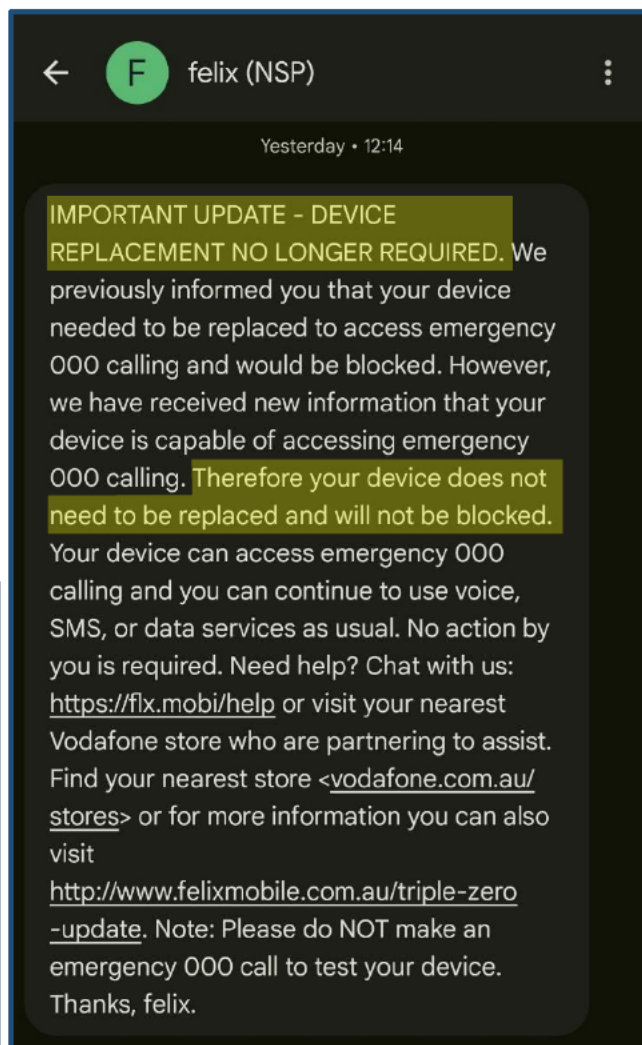 felix (NSP)
Yesterday • 12:14
IMPORTANT UPDATE - DEVICE
REPLACEMENT NO LONGER REQUIRED. We
previously informed you that your device
needed to be replaced to access emergency
000 calling and would be blocked. However,
we have received new information that your
device is capable of accessing emergency
000 calling. Therefore your device does not
need to be replaced and will not be blocked.
Your device can access emergency 000
calling and you can continue to use voice,
SMS, or data services as usual. No action by
you is required. Need help? Chat with us:
https://flx.mobi/help or visit your nearest
Vodafone store who are partnering to assist.
Find your nearest store <vodafone.com.au/
stores> or for more information you can also
visit
http://www.felixmobile.com.au/triple-zero
-update. Note: Please do NOT make an
emergency 000 call to test your device.
Thanks, felix.